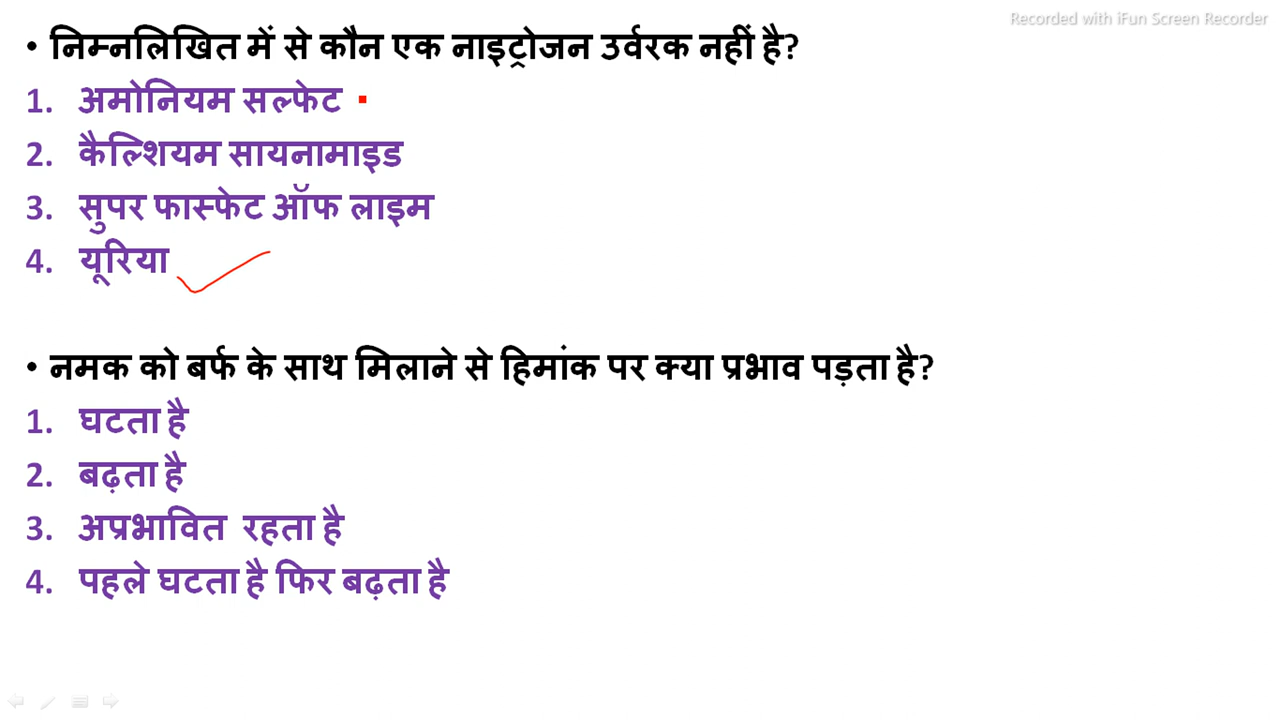 Recorded with iFun Screen Recorder
• निम्नलिखित में से कौन एक नाइट्रोजन उर्वरक नहीं है?
1. अमोनियम सल्फेट
2. कैल्शियम सायनामाइड
3. सुपर फास्फेट ऑफ लाइम
4. यूरिया
• नमक को बर्फ के साथ मिलाने से हिमांक पर क्या प्रभाव पड़ता है?
1. घटता है
2. बढ़ता है
3. अप्रभावित रहता है
4. पहले घटता है फिर बढ़ता है